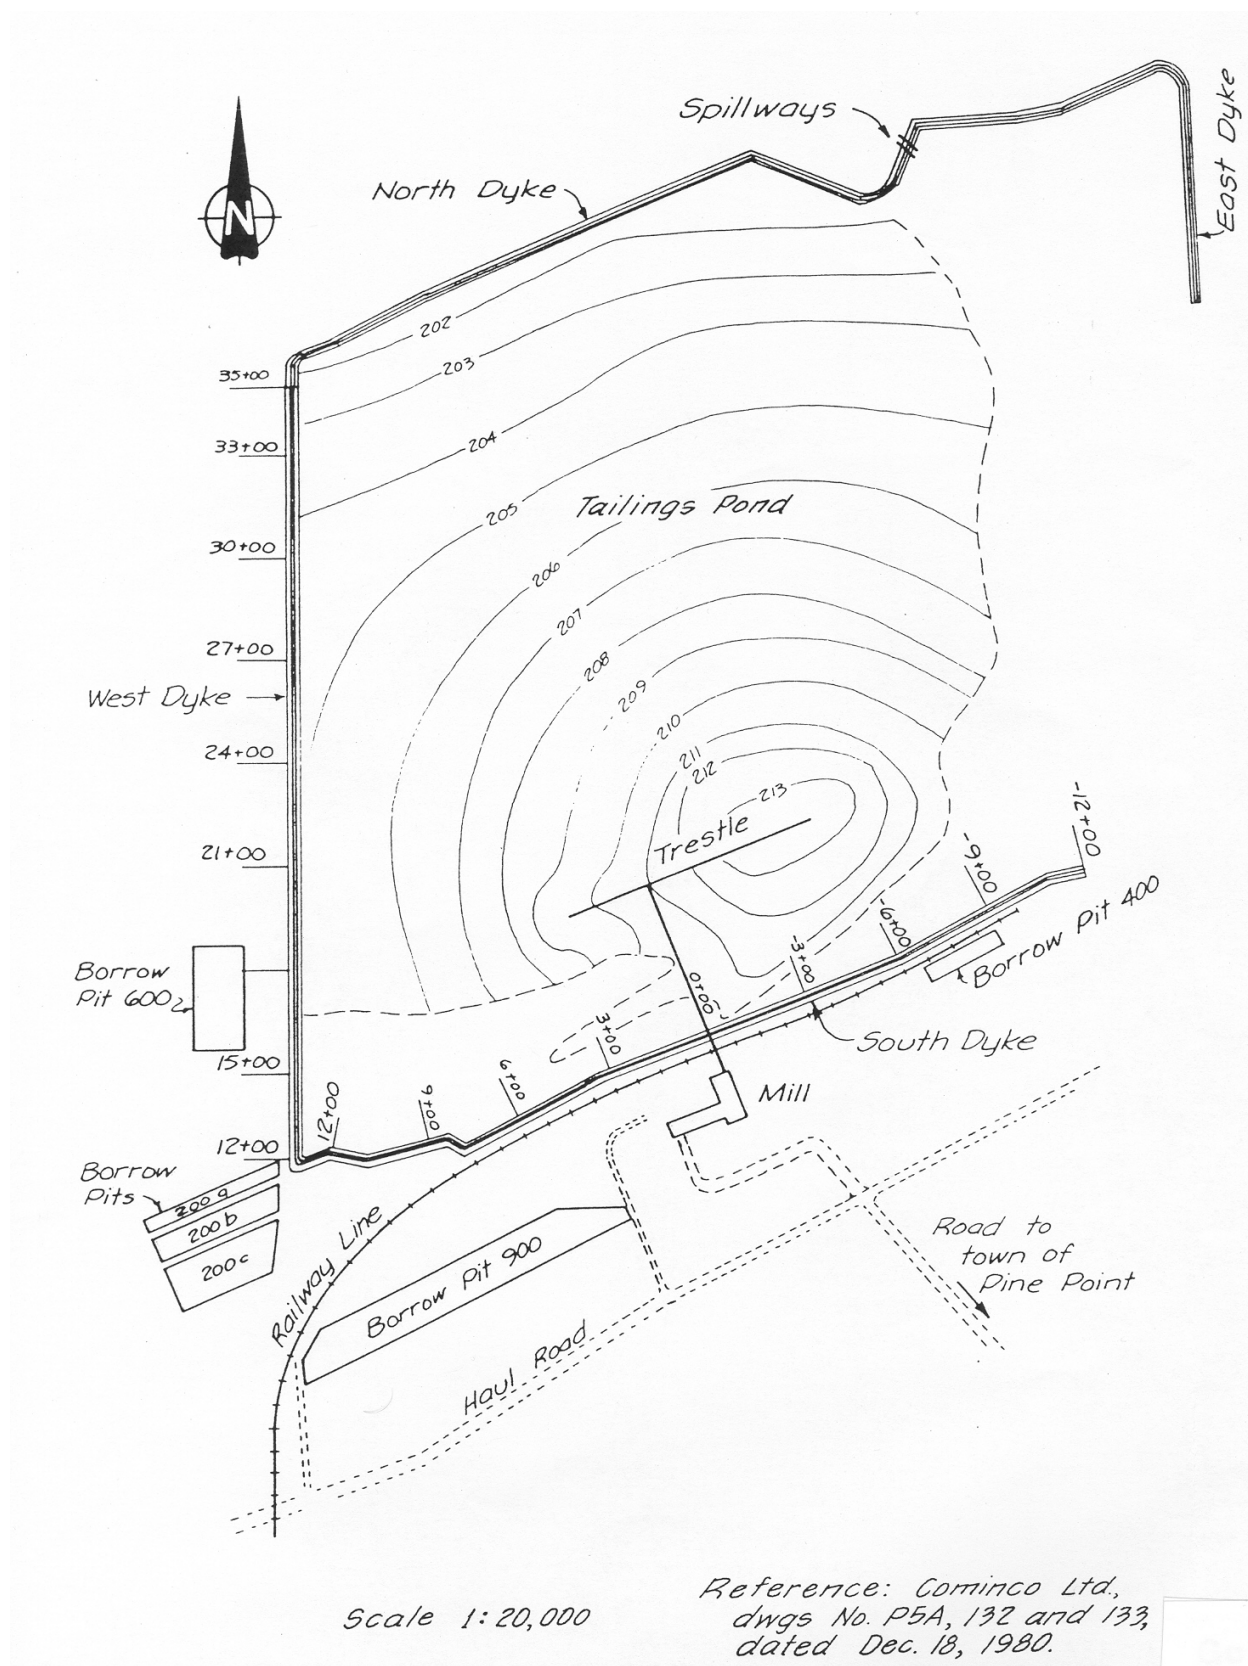 Spillways
East Dyke
North Dyke
N
202
203
35+00
33+00
204
205
Tailings Pond
30+00
206
207
27+00
208
West Dyke
209
210
24+00
211
212
213
Trestle
21+00
-12+00
-9+00
-6+00
Borrow Pit 400
-3+00
Borrow
Pit 600
0+00
South Dyke
3+00
15+00
6+00
Mill
9+00
12+00
12+00
Borrow
Pits
200 a
200 b
200 c
Railway Line
Borrow Pit 900
Road to
town of
Pine Point
Haul Road
Scale 1:20,000
Reference: Cominco Ltd.,
dwgs No. P5A, 132 and 133,
dated Dec. 18, 1980.